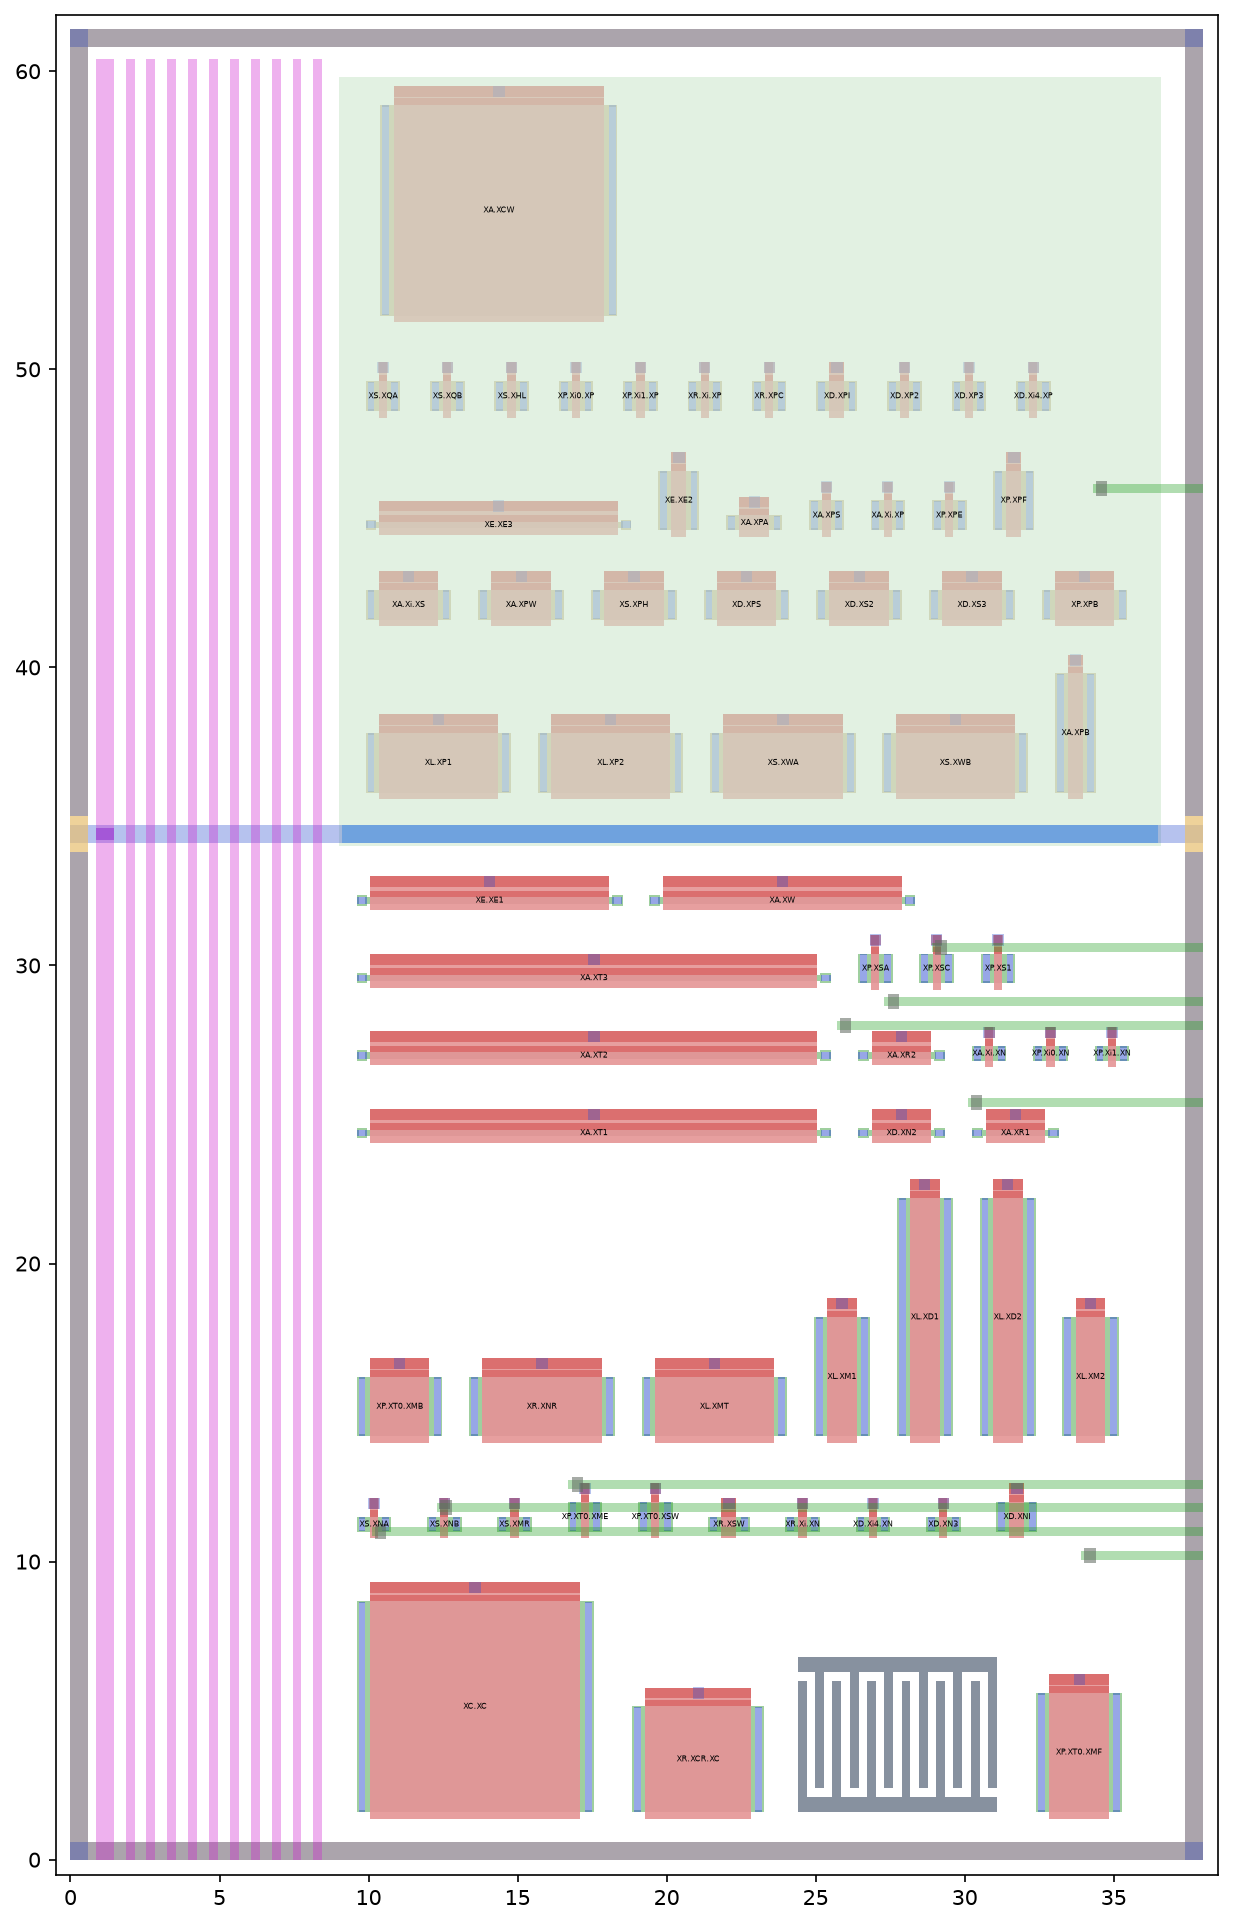 60
XA.XCW
50
XS.XQA XS.XQB XS.XHL XP.Xi0.XP XP.Xi1.XP XR.Xi.XP XR.XPC XD.XPI XD.XP2 XD.XP3 XD.Xi4.XP
XE.XE2 XP.XPF
XE.XE3 XA.XPA XA.XPS XA.Xi.XP XP.XPE
XA.Xi.XS XA.XPW XS.XPH XD.XPS XD.XS2 XD.XS3 XP.XPB
40
XA.XPB
XL.XP1 XL.XP2 XS.XWA XS.XWB
XE.XE1 XA.XW
30
XA.XT3 XP.XSA XP.XSC XP.XS1
XA.XT2 XA.XR2 XA.Xi.XN XP.Xi0.XN XP.Xi1.XN
XA.XT1 XD.XN2 XA.XR1
20
XL.XD1 XL.XD2
XL.XM1 XL.XM2
XP.XT0.XMB XR.XNR XL.XMT
XS.XNA XS.XNB XS.XMR XP.XT0.XME XP.XT0.XSW XR.XSW XR.Xi.XN XD.Xi4.XN XD.XN3 XD.XNI
10
XC.XC
XR.XCR.XC XP.XT0.XMF
0
0 5 10 15 20 25 30 35